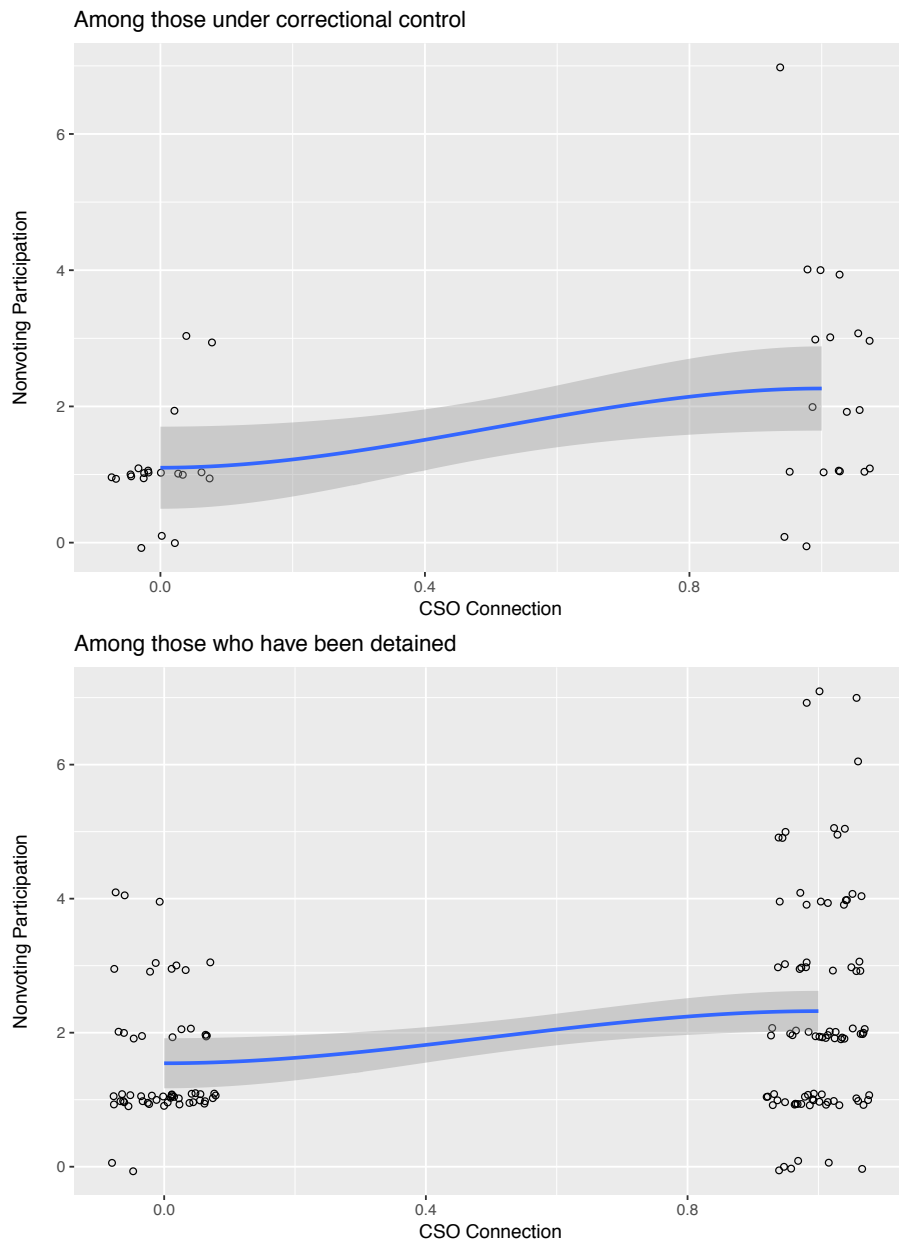 Among those under correctional control
Nonvoting Participation
6
4
2
0
0.0
0.4
0.8
CSO Connection
Among those who have been detained
Nonvoting Participation
6
4
2
0
0.0
0.4
0.8
CSO Connection